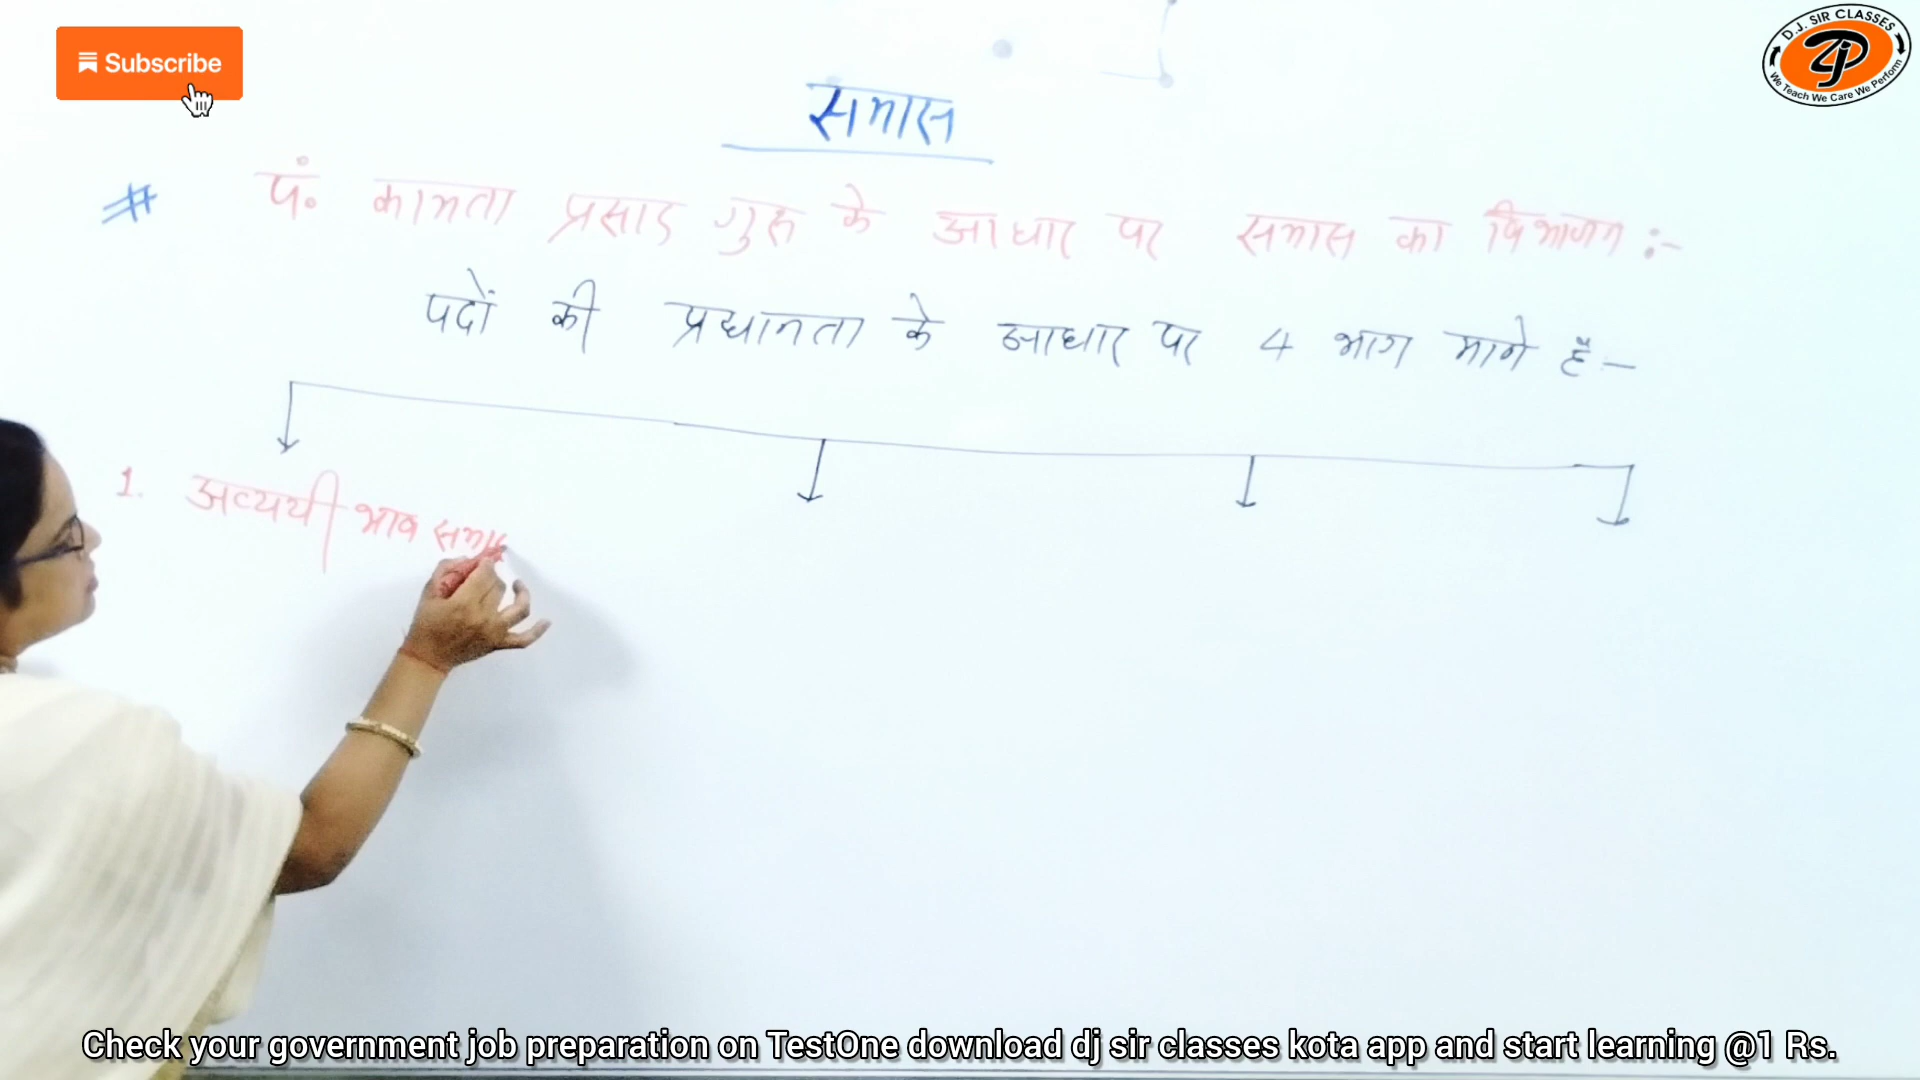 Subscribe
D.J. SIR CLASSES
We Teach We Care We Perform
समास
# पं॰ कामता प्रसाद गुरु के आधार पर समास का विभाजन :-
पदों की प्रधानता के आधार पर 4 भाग माने हैं:-
1. अव्ययी भाव समास
Check your government job preparation on TestOne download dj sir classes kota app and start learning @1 Rs.